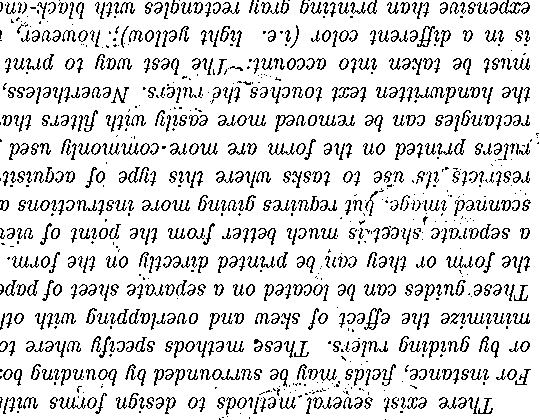 There exist several methods to design forms with
For instance, fields may be surrounded by bounding bo
or by guiding rulers. These methods specify where to
minimize the effect of skew and overlapping with oth
These guides can be located on a separate sheet of pape
the form or they can be printed directly on the form.
a separate sheet is much better from the point of view
scanned image, but requires giving more instructions a
restricts its use to tasks where this type of acquisiti
rulers printed on the form are more commonly used
rectangles can be removed more easily with filters tha
the handwritten text touches the rulers. Nevertheless,
must be taken into account: The best way to print
is in a different color (i.e. light yellow); however,
expensive than printing gray rectangles with black-and